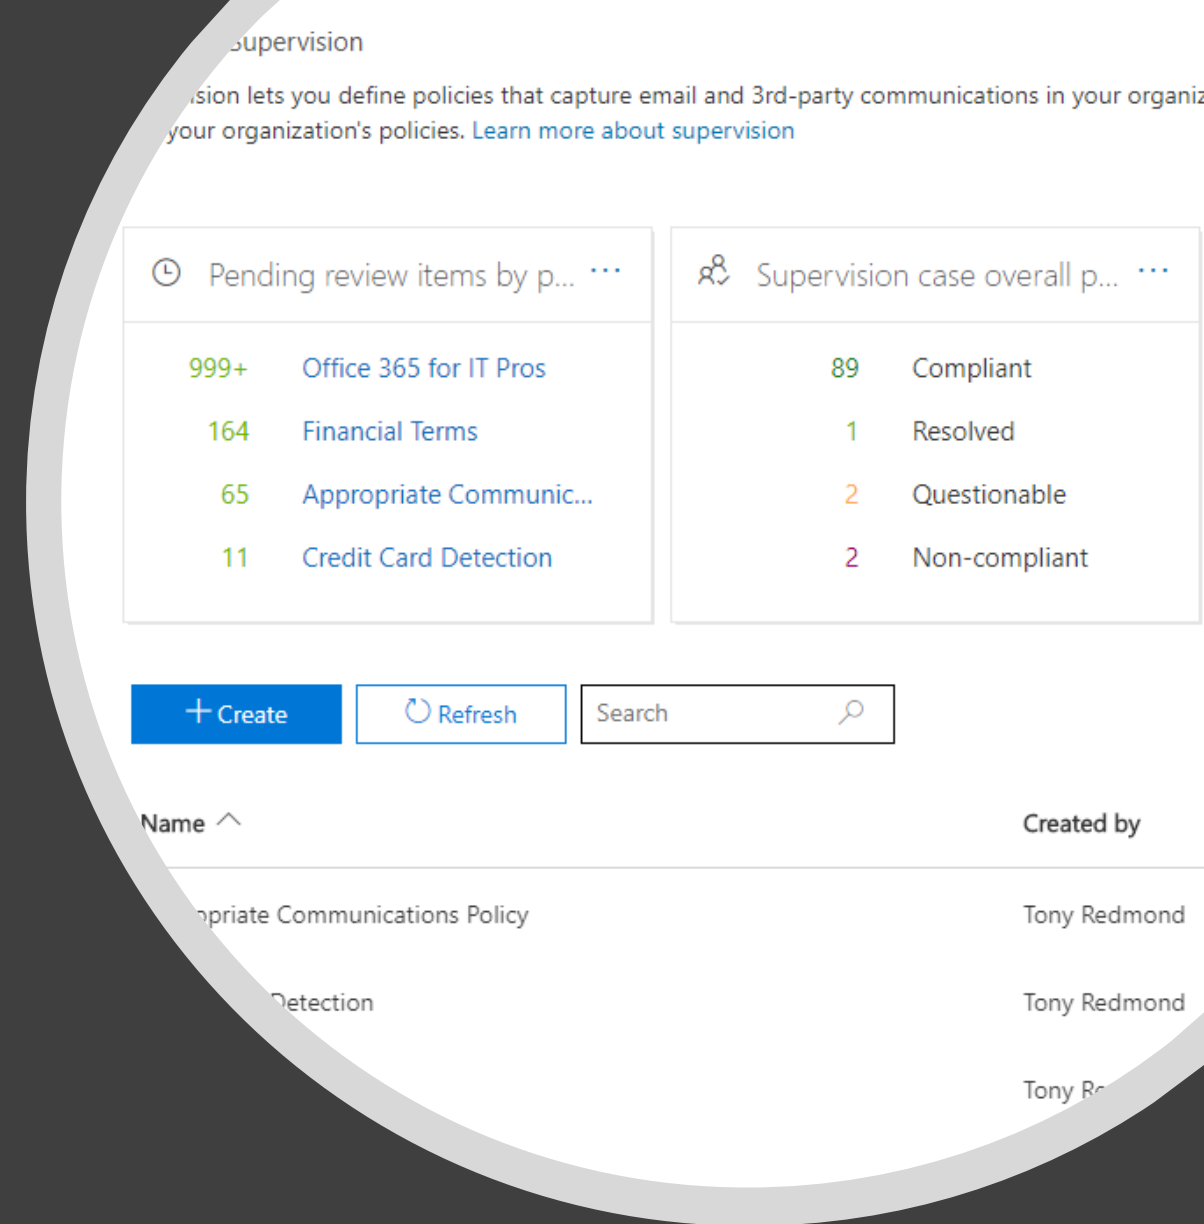 Supervision
sion lets you define policies that capture email and 3rd-party communications in your organiz
your organization's policies. Learn more about supervision
Pending review items by p... ...
Supervision case overall p... ...
999+ Office 365 for IT Pros
164 Financial Terms
65 Appropriate Communic...
11 Credit Card Detection
89 Compliant
1 Resolved
2 Questionable
2 Non-compliant
+ Create
Refresh
Search
Name
Created by
opriate Communications Policy
Tony Redmond
Detection
Tony Redmond
Tony